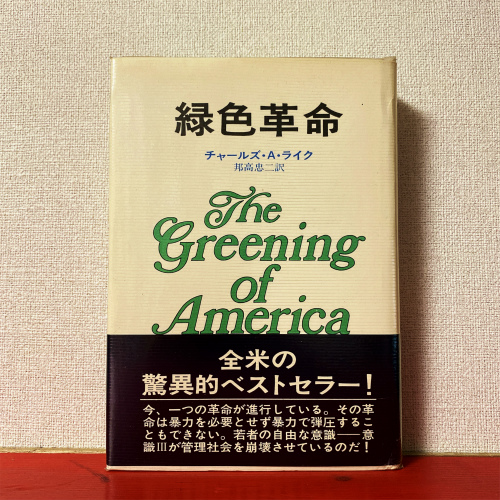 緑色革命
チャールズ・A・ライク
邦高忠二訳
The
Greening
of
America
全米の
驚異的ベストセラー!
今、一つの革命が進行している。その革
命は暴力を必要とせず暴力で弾圧するこ
ともできない。若者の自由な意識──意
識Ⅲが管理社会を崩壊させているのだ!